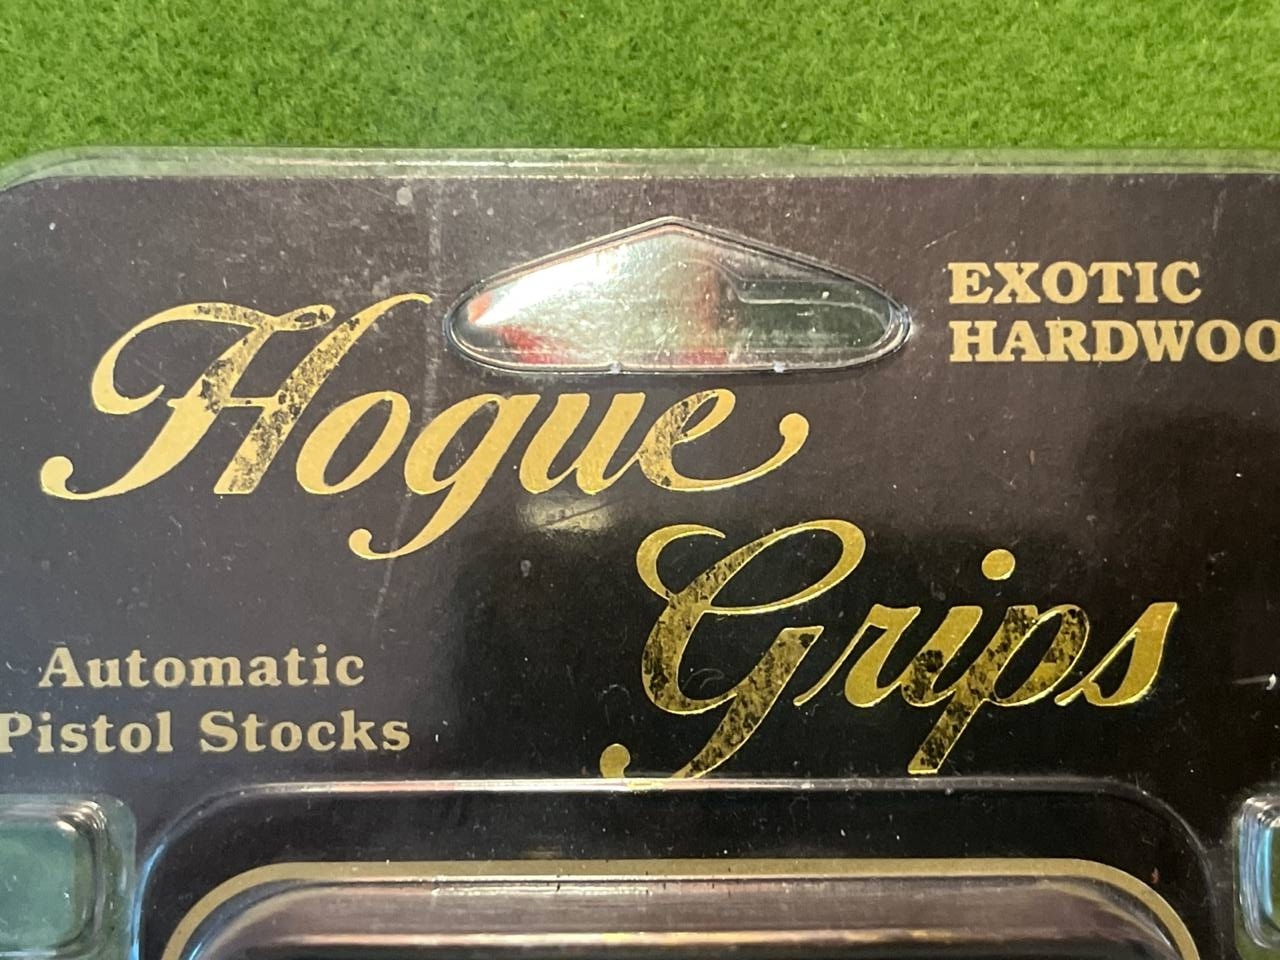 EXOTIC
HARDWOO
Hogue
Grips
Automatic
Pistol Stocks